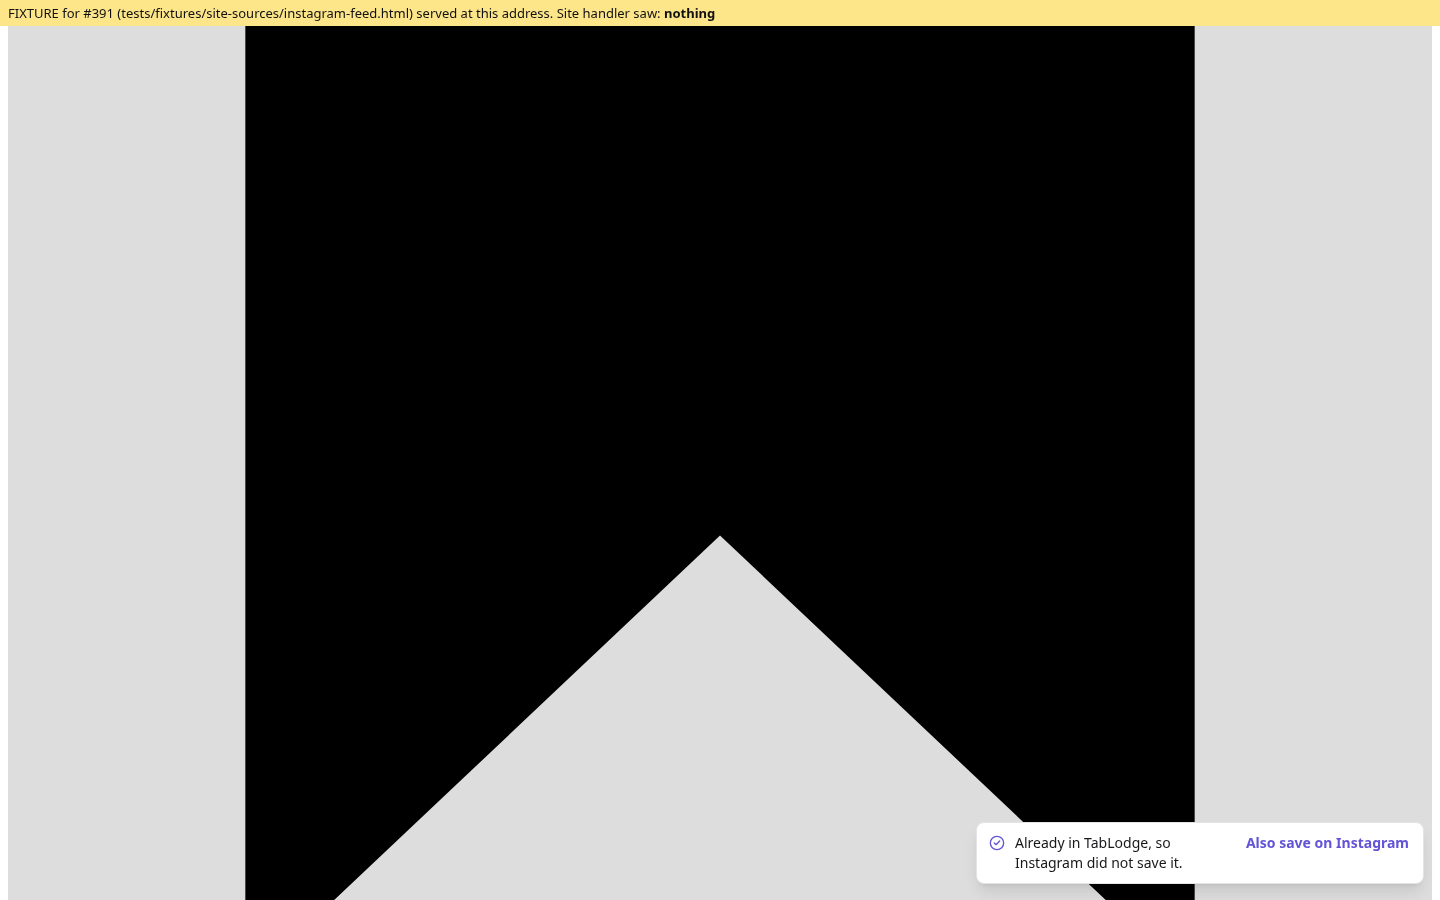 FIXTURE for #391 (tests/fixtures/site-sources/instagram-feed.html) served at this address. Site handler saw: nothing
Already in TabLodge, so
Instagram did not save it.
Also save on Instagram